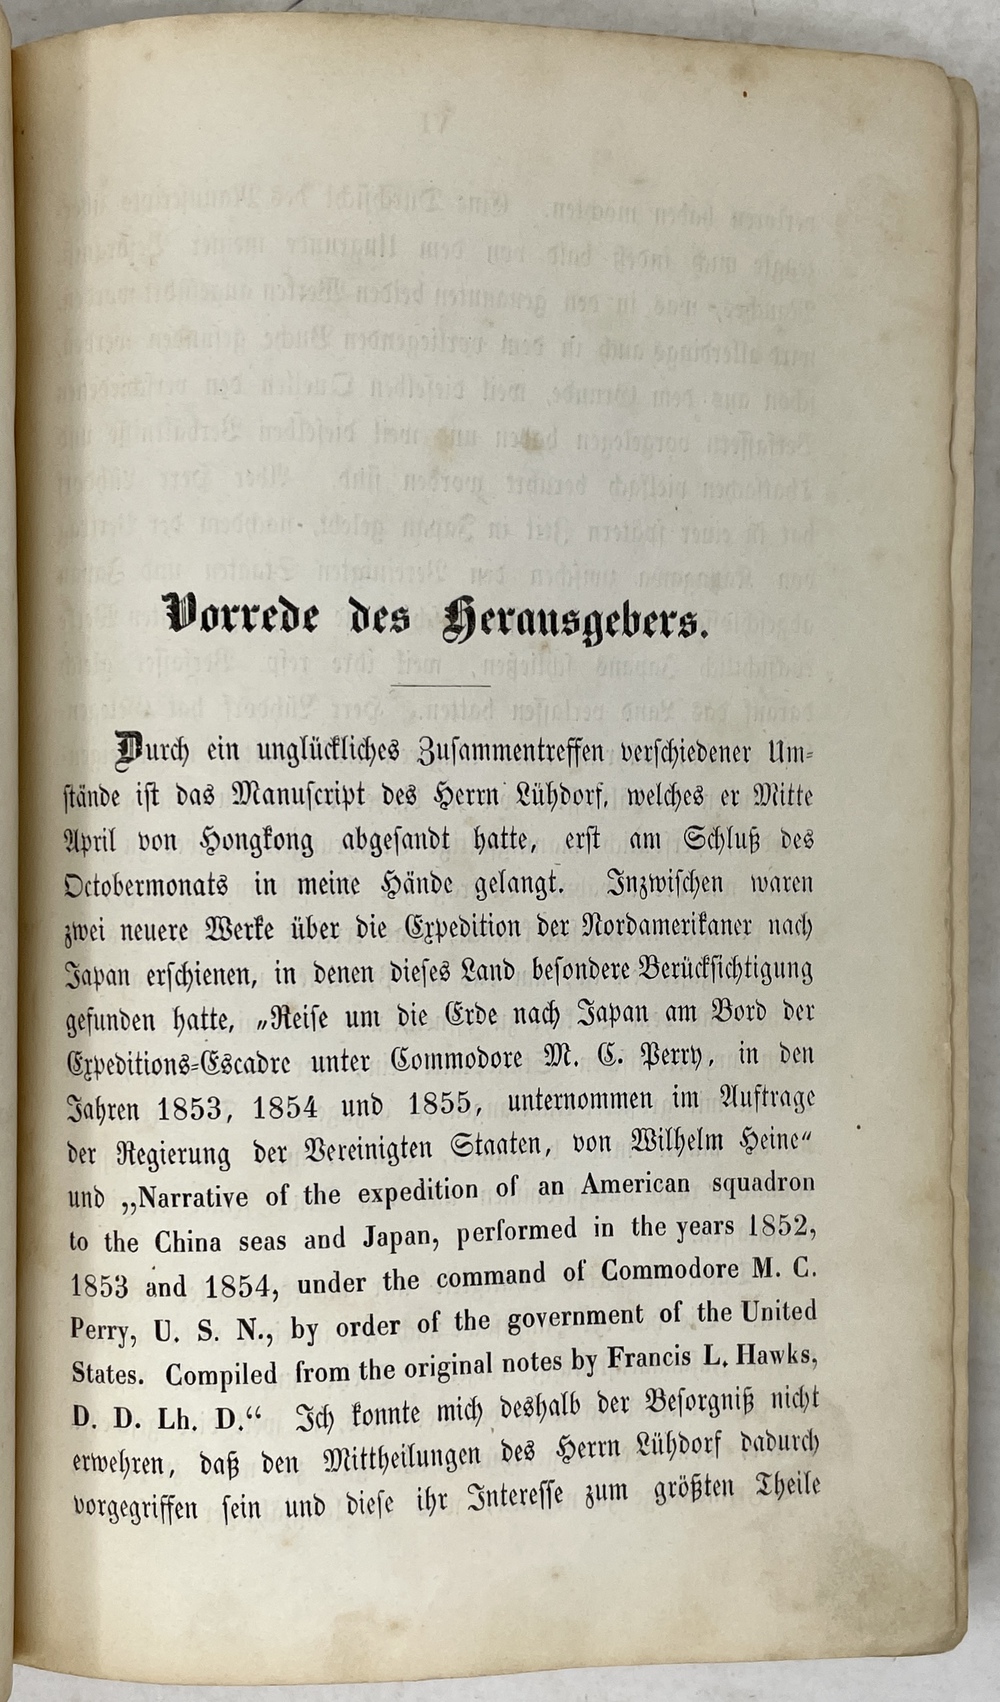 Vorrede des Herausgebers.
Durch ein unglückliches Zusammentreffen verschiedener Um-
stände ist das Manuscript des Herrn Lühdorf, welches er Mitte
April von Hongkong abgesandt hatte, erst am Schluß des
Octobermonats in meine Hände gelangt. Inzwischen waren
zwei neuere Werke über die Expedition der Nordamerikaner nach
Japan erschienen, in denen dieses Land besondere Berücksichtigung
gefunden hatte, „Reise um die Erde nach Japan am Bord der
Expeditions-Escadre unter Commodore M. C. Perry, in den
Jahren 1853, 1854 und 1855, unternommen im Auftrage
der Regierung der Vereinigten Staaten, von Wilhelm Heine“
und „Narrative of the expedition of an American squadron
to the China seas and Japan, performed in the years 1852,
1853 and 1854, under the command of Commodore M. C.
Perry, U. S. N., by order of the government of the United
States. Compiled from the original notes by Francis L. Hawks,
D. D. Lh. D.“ Ich konnte mich deshalb der Besorgniß nicht
erwehren, daß den Mittheilungen des Herrn Lühdorf dadurch
vorgegriffen sein und diese ihr Interesse zum größten Theile